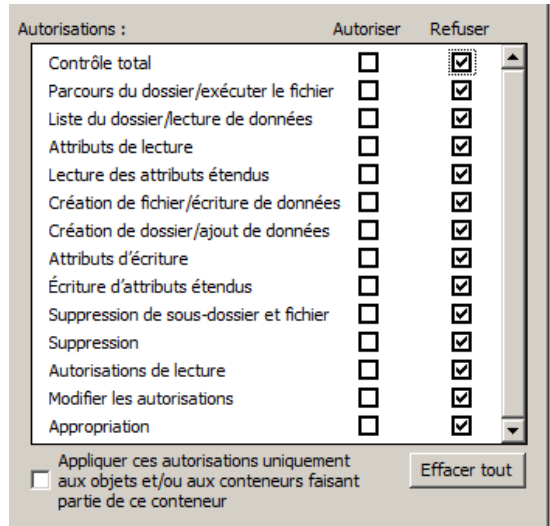 Autorisations : Autoriser Refuser
Contrôle total
Parcours du dossier/exécuter le fichier
Liste du dossier/lecture de données
Attributs de lecture
Lecture des attributs étendus
Création de fichier/écriture de données
Création de dossier/ajout de données
Attributs d'écriture
Écriture d'attributs étendus
Suppression de sous-dossier et fichier
Suppression
Autorisations de lecture
Modifier les autorisations
Appropriation
Appliquer ces autorisations uniquement
aux objets et/ou aux conteneurs faisant
partie de ce conteneur
Effacer tout